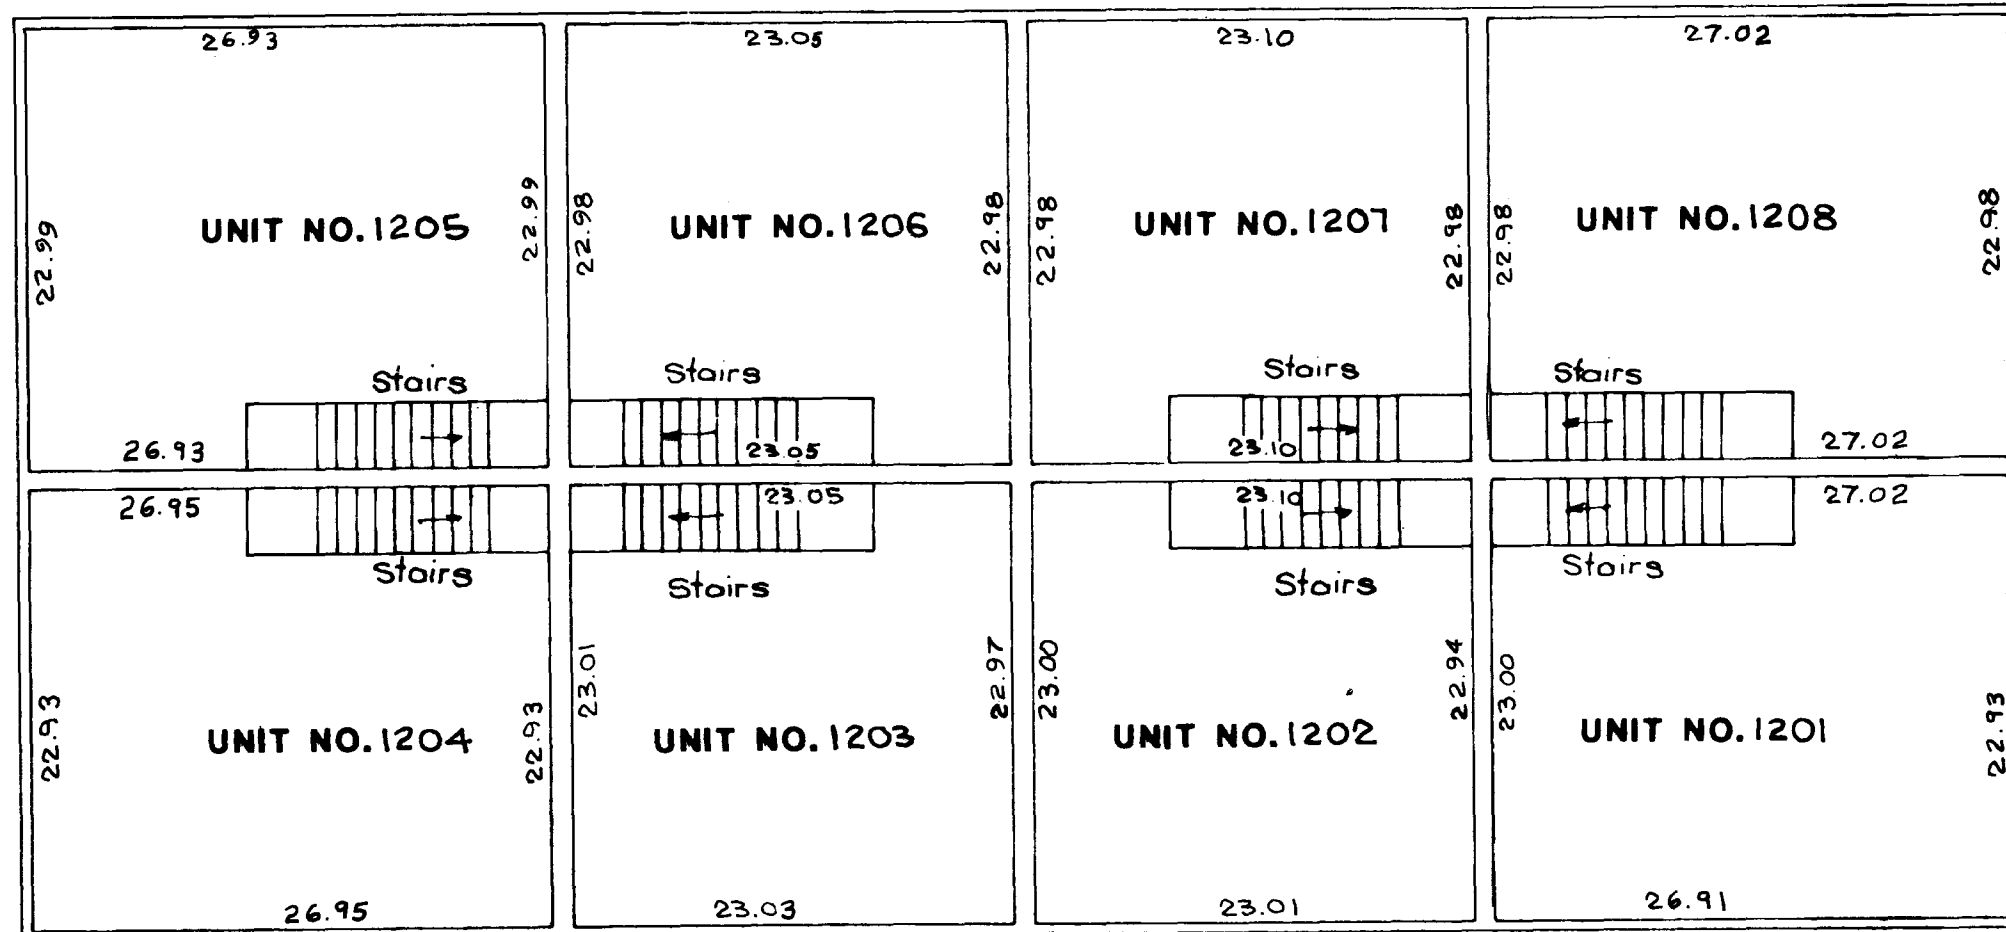 26.93
23.05
23.10
27.02
22.99
UNIT NO. 1205
22.99
22.98
UNIT NO. 1206
22.98
22.98
UNIT NO. 1207
22.98
22.98
UNIT NO. 1208
22.98
Stairs
Stairs
Stairs
Stairs
26.93
23.05
23.10
27.02
26.95
23.05
23.10
27.02
Stairs
Stairs
Stairs
Stairs
22.93
UNIT NO. 1204
22.93
23.01
UNIT NO. 1203
22.97
23.00
UNIT NO. 1202
22.94
23.00
UNIT NO. 1201
22.93
26.95
23.03
23.01
26.91